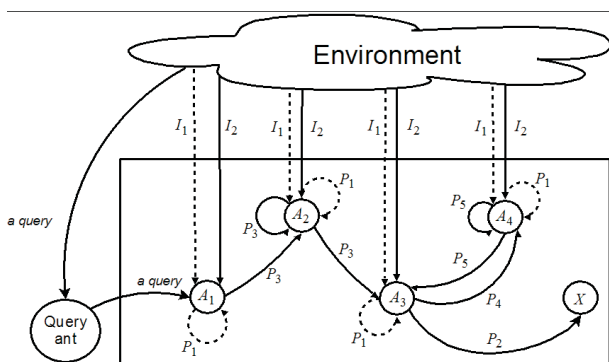 Environment
I1 I2 I1 I2 I1 I2 I1 I2
P1 P1
a query P3 A2 P5 A4
P3 P3 P5
a query
A1 A3 P4 X
Query
ant
P1 P1 P2